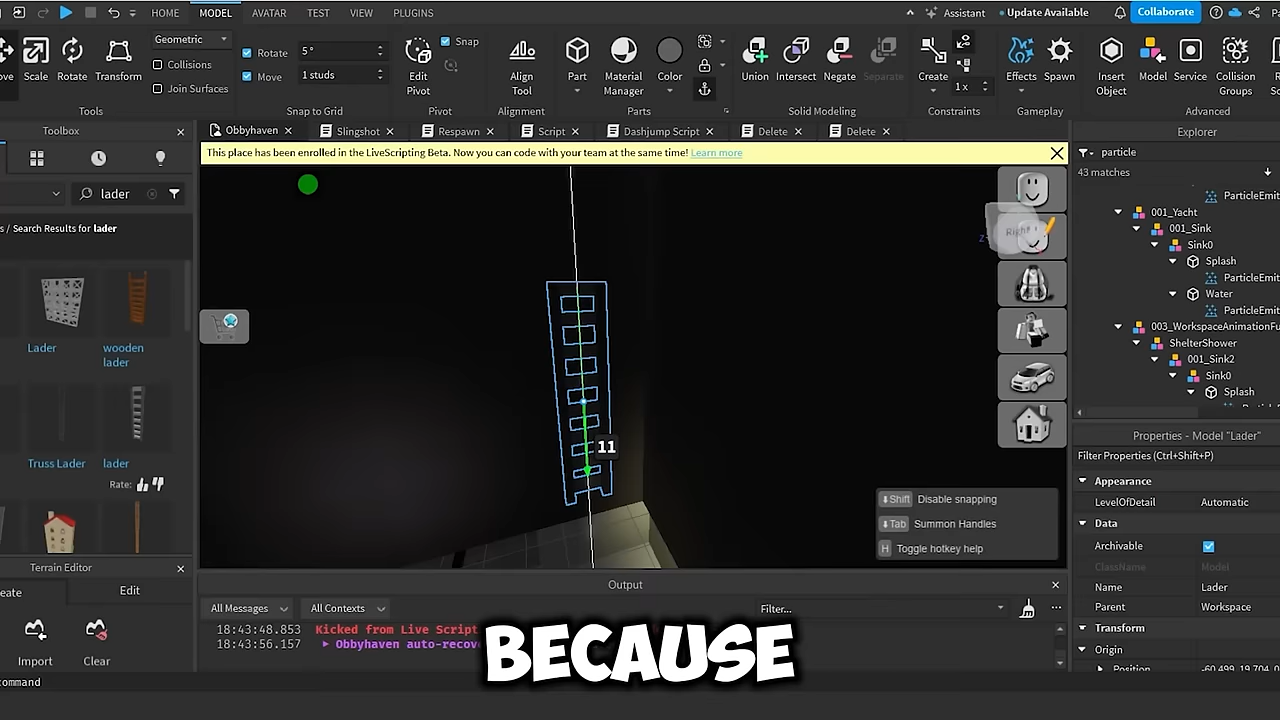 HOME MODEL AVATAR TEST VIEW PLUGINS
Assistant Update Available Collaborate
Scale Rotate Transform
Geometric
Collisions
Join Surfaces
Tools
Rotate 5°
Move 1 studs
Snap to Grid
Edit Pivot
Snap
Pivot
Align Tool
Alignment
Part Material Manager Color
Parts
Union Intersect Negate Separate
Solid Modeling
Create
1 x
Constraints
Effects Spawn
Gameplay
Insert Object Model Service Collision Groups
Advanced
Toolbox
Obbyhaven Slingshot Respawn Script Dashjump Script Delete Delete
Explorer
This place has been enrolled in the LiveScripting Beta. Now you can code with your team at the same time! Learn more
particle
43 matches
lader
s / Search Results for lader
Lader
wooden lader
Truss Lader
lader
Rate:
Right
11
Shift Disable snapping
Tab Summon Handles
H Toggle hotkey help
ParticleEmit
001_Yacht
001_Sink
Sink0
Splash
ParticleEmit
Water
ParticleEmit
003_WorkspaceAnimationFu
ShelterShower
001_Sink2
Sink0
Splash
Properties - Model "Lader"
Filter Properties (Ctrl+Shift+P)
Appearance
LevelOfDetail Automatic
Data
Archivable
ClassName Model
Name Lader
Parent Workspace
Transform
Origin
Position -60.499, 19.704, 0
Terrain Editor
eate Edit
Import Clear
Output
All Messages All Contexts Filter...
18:43:48.853 Kicked from Live Script
18:43:56.157 Obbyhaven auto-recov
BECAUSE
ommand